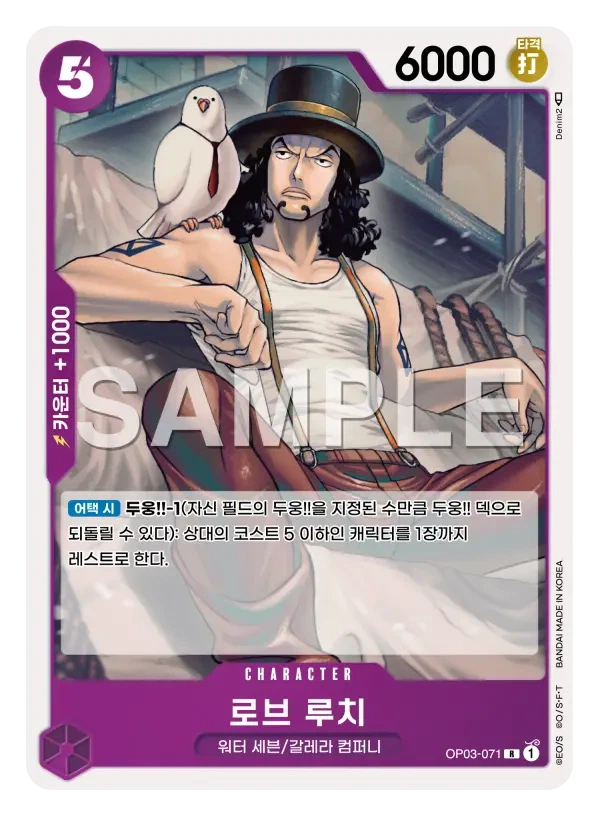 5
6000
타격
打
Denim2
카운터 +1000
SAMPLE
어택 시 두웅!!-1(자신 필드의 두웅!!을 지정된 수만큼 두웅!! 덱으로
되돌릴 수 있다): 상대의 코스트 5 이하인 캐릭터를 1장까지
레스트로 한다.
BANDAI MADE IN KOREA
©EO/S ©O/S·F·T
CHARACTER
로브 루치
워터 세븐/갈레라 컴퍼니
OP03-071 R 1